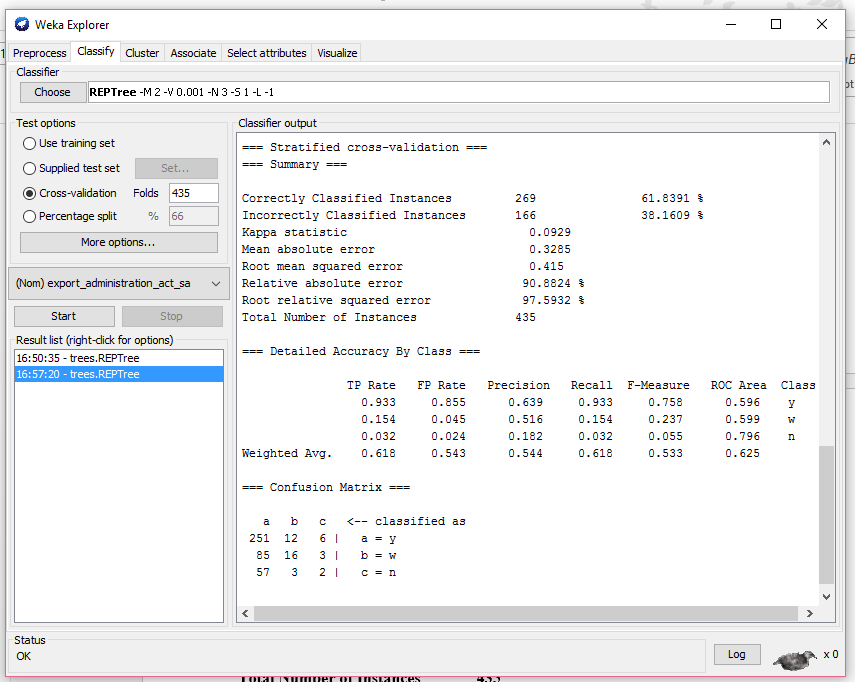 Weka Explorer
Preprocess Classify Cluster Associate Select attributes Visualize
Classifier
Choose REPTree -M 2 -V 0.001 -N 3 -S 1 -L -1
Test options
Use training set
Supplied test set Set...
Cross-validation Folds 435
Percentage split % 66
More options...
(Nom) export_administration_act_sa
Start Stop
Result list (right-click for options)
16:50:35 - trees.REPTree
16:57:20 - trees.REPTree
Classifier output
=== Stratified cross-validation ===
=== Summary ===
Correctly Classified Instances 269 61.8391 %
Incorrectly Classified Instances 166 38.1609 %
Kappa statistic 0.0929
Mean absolute error 0.3285
Root mean squared error 0.415
Relative absolute error 90.8824 %
Root relative squared error 97.5932 %
Total Number of Instances 435
=== Detailed Accuracy By Class ===
TP Rate FP Rate Precision Recall F-Measure ROC Area Class
0.933 0.855 0.639 0.933 0.758 0.596 y
0.154 0.045 0.516 0.154 0.237 0.599 w
0.032 0.024 0.182 0.032 0.055 0.796 n
Weighted Avg. 0.618 0.543 0.544 0.618 0.533 0.625
=== Confusion Matrix ===
a b c <-- classified as
251 12 6 | a = y
85 16 3 | b = w
57 3 2 | c = n
Status
OK
Log x 0
Total Number of Instances 435